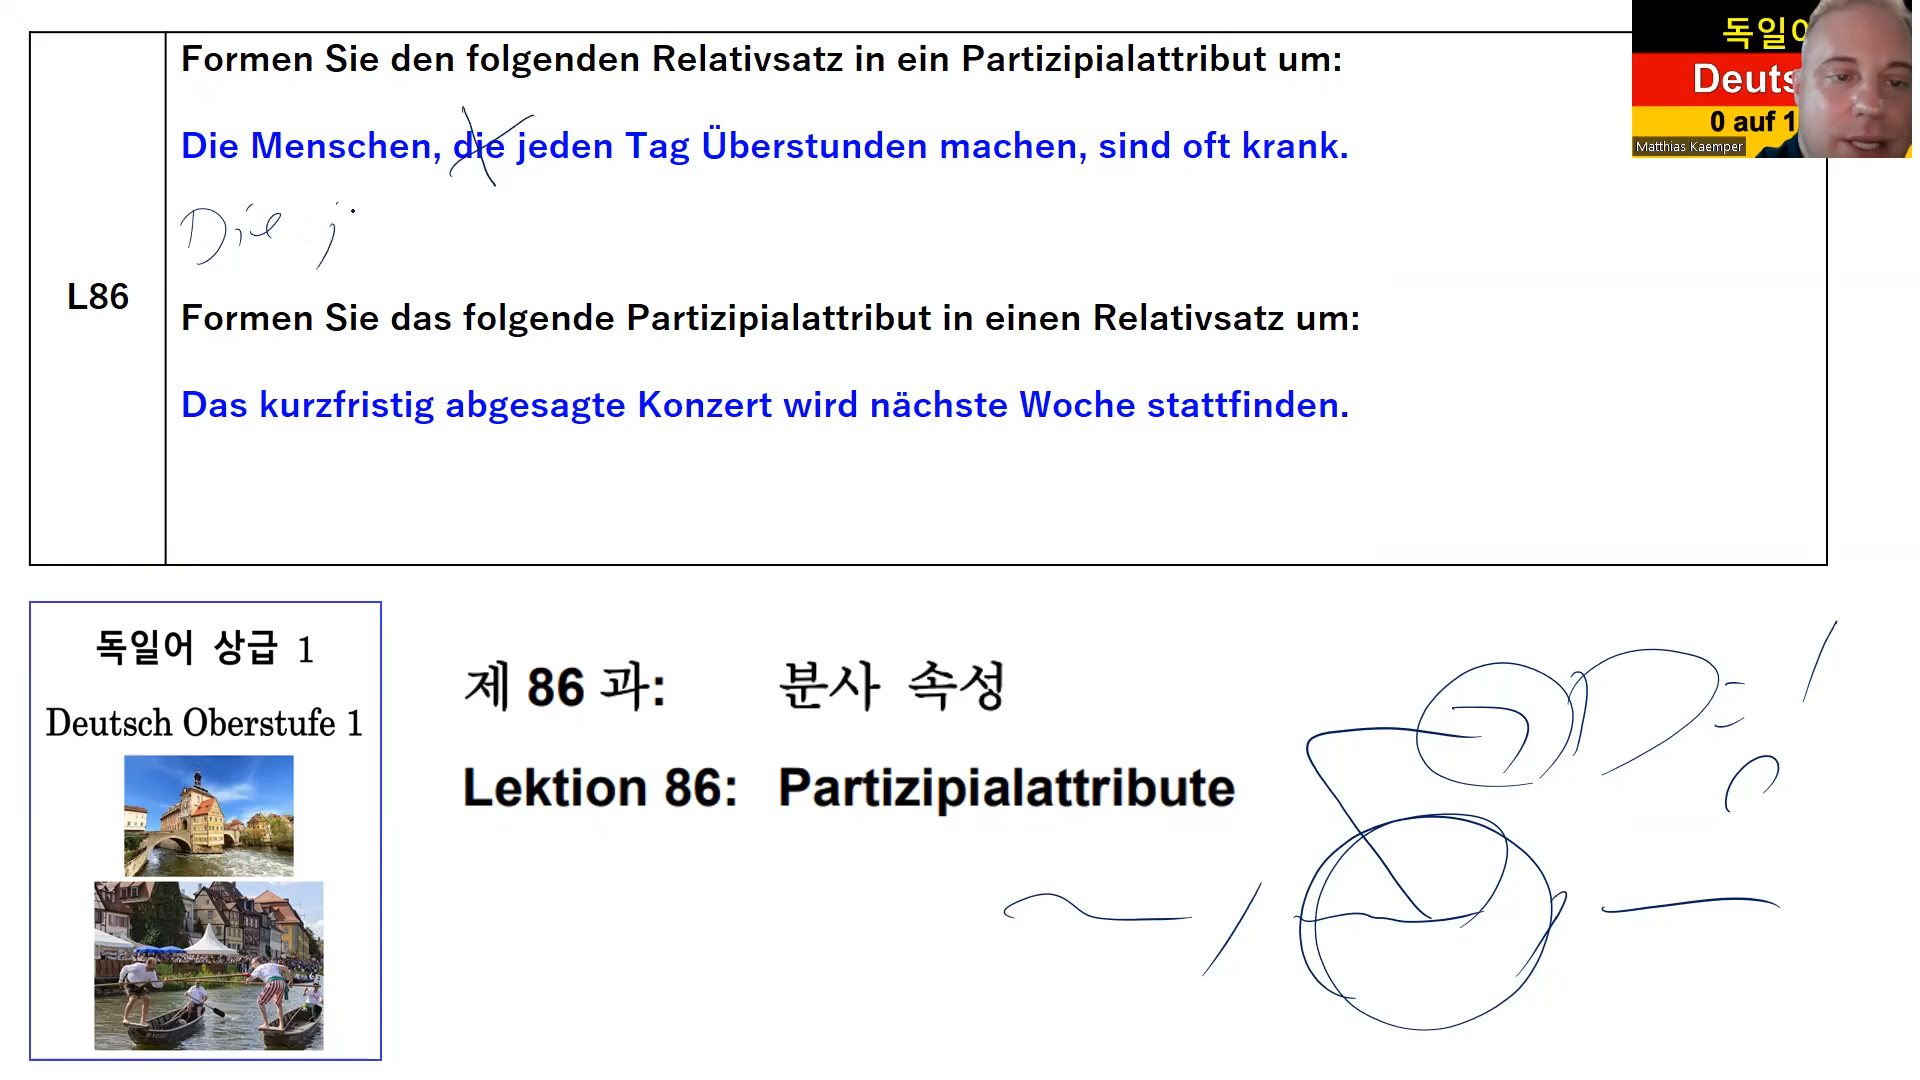 Formen Sie den folgenden Relativsatz in ein Partizipialattribut um:
Die Menschen, die jeden Tag Überstunden machen, sind oft krank.
Die j
L86
Formen Sie das folgende Partizipialattribut in einen Relativsatz um:
Das kurzfristig abgesagte Konzert wird nächste Woche stattfinden.
독일어
Deuts
0 auf 1
Matthias Kaemper
독일어 상급 1
Deutsch Oberstufe 1
제 86 과: 분사 속성
Lektion 86: Partizipialattribute